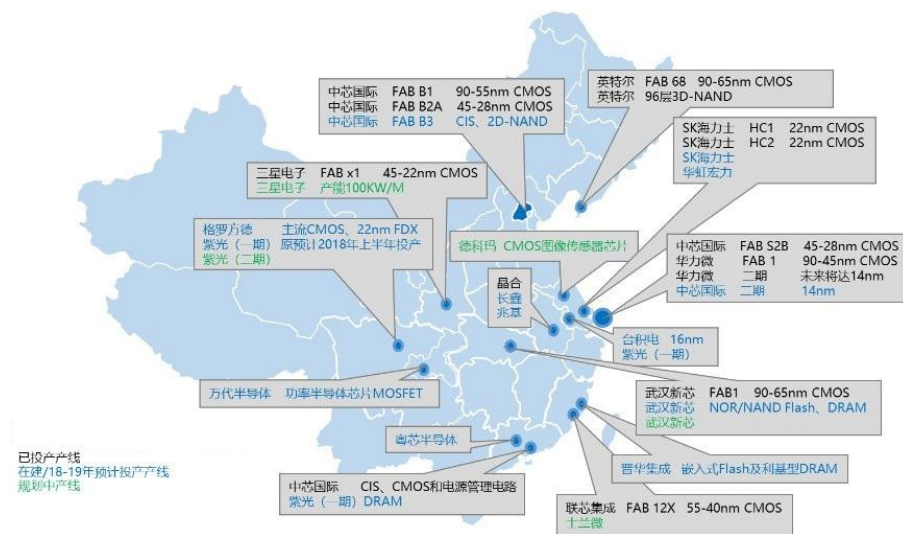 中芯国际 FAB B1 90-55nm CMOS
中芯国际 FAB B2A 45-28nm CMOS
中芯国际 FAB B3 CIS、2D-NAND
英特尔 FAB 68 90-65nm CMOS
英特尔 96层3D-NAND
SK海力士 HC1 22nm CMOS
SK海力士 HC2 22nm CMOS
SK海力士
华虹宏力
三星电子 FAB x1 45-22nm CMOS
三星电子 产能100KW/M
格罗方德 主流CMOS、22nm FDX
紫光（一期） 原预计2018年上半年投产
紫光（二期）
德科玛 CMOS图像传感器芯片
中芯国际 FAB S2B 45-28nm CMOS
华力微 FAB 1 90-45nm CMOS
华力微 二期 未来将达14nm
中芯国际 二期 14nm
晶合
长鑫
兆基
台积电 16nm
紫光（一期）
万代半导体 功率半导体芯片MOSFET
武汉新芯 FAB1 90-65nm CMOS
武汉新芯 NOR/NAND Flash、DRAM
武汉新芯
粤芯半导体
晋华集成 嵌入式Flash及利基型DRAM
中芯国际 CIS、CMOS和电源管理电路
紫光（一期）DRAM
联芯集成 FAB 12X 55-40nm CMOS
士兰微
已投产产线
在建/18-19年预计投产产线
规划中产线